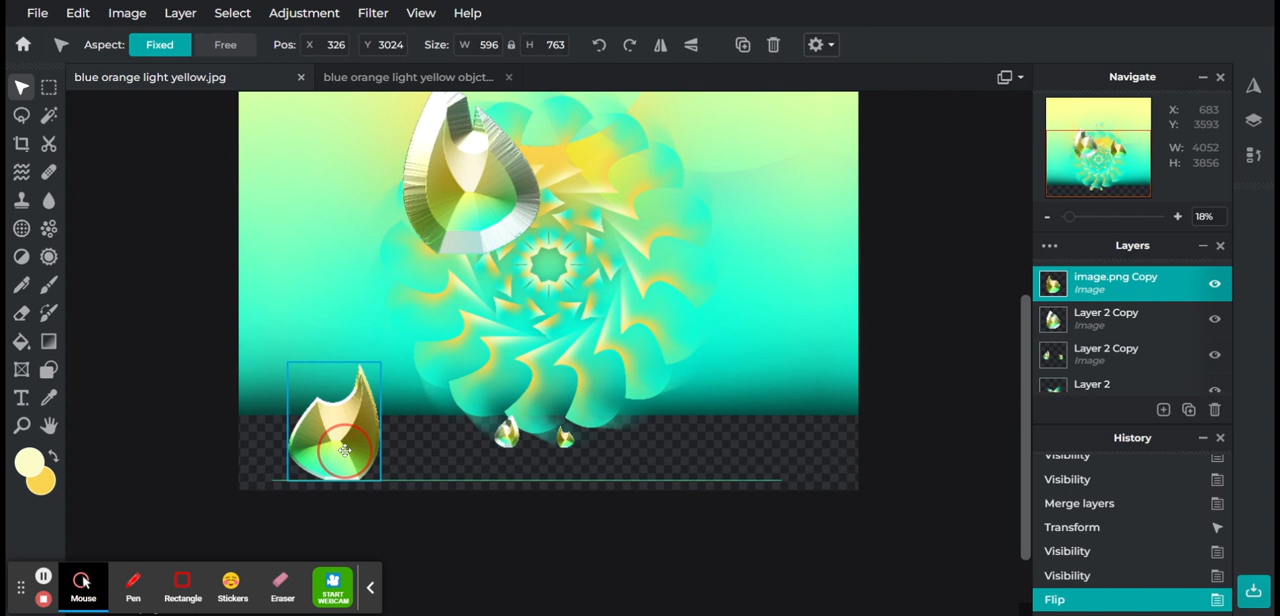 File Edit Image Layer Select Adjustment Filter View Help
Aspect: Fixed Free Pos: X 326 Y 3024 Size: W 596 H 763
blue orange light yellow.jpg
blue orange light yellow objct...
Navigate
X: 683
Y: 3593
W: 4052
H: 3856
18%
Layers
image.png Copy
Image
Layer 2 Copy
Image
Layer 2 Copy
Image
Layer 2
History
Visibility
Visibility
Merge layers
Transform
Visibility
Visibility
Flip
Mouse Pen Rectangle Stickers Eraser START
WEBCAM